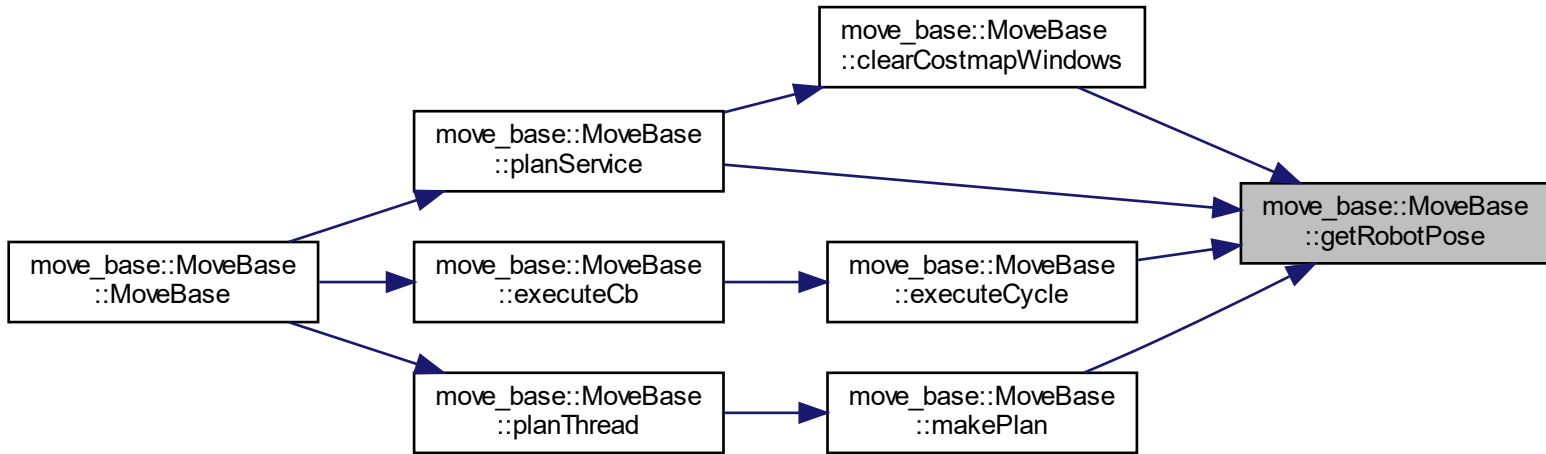 move_base::MoveBase
::clearCostmapWindows
move_base::MoveBase
::planService
move_base::MoveBase
::getRobotPose
move_base::MoveBase
::MoveBase
move_base::MoveBase
::executeCb
move_base::MoveBase
::executeCycle
move_base::MoveBase
::planThread
move_base::MoveBase
::makePlan